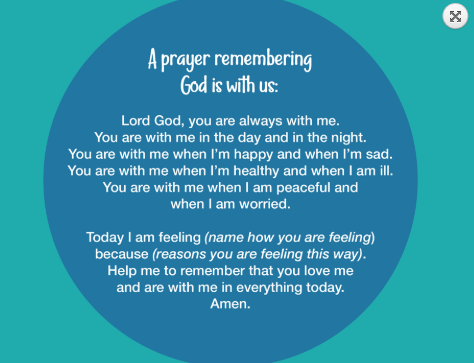 A prayer remembering
God is with us:
Lord God, you are always with me.
You are with me in the day and in the night.
You are with me when I'm happy and when I'm sad.
You are with me when I'm healthy and when I am ill.
You are with me when I am peaceful and
when I am worried.
Today I am feeling (name how you are feeling)
because (reasons you are feeling this way).
Help me to remember that you love me
and are with me in everything today.
Amen.